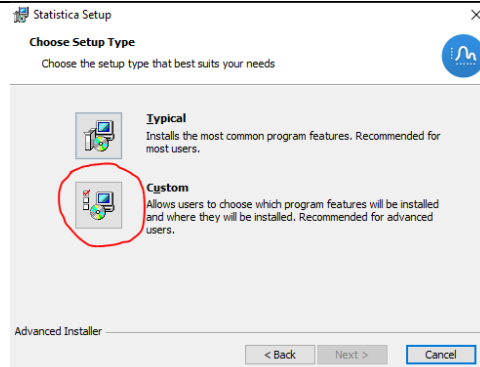 Statistica Setup
Choose Setup Type
Choose the setup type that best suits your needs
Typical
Installs the most common program features. Recommended for
most users.
Custom
Allows users to choose which program features will be installed
and where they will be installed. Recommended for advanced
users.
Advanced Installer
< Back Next > Cancel